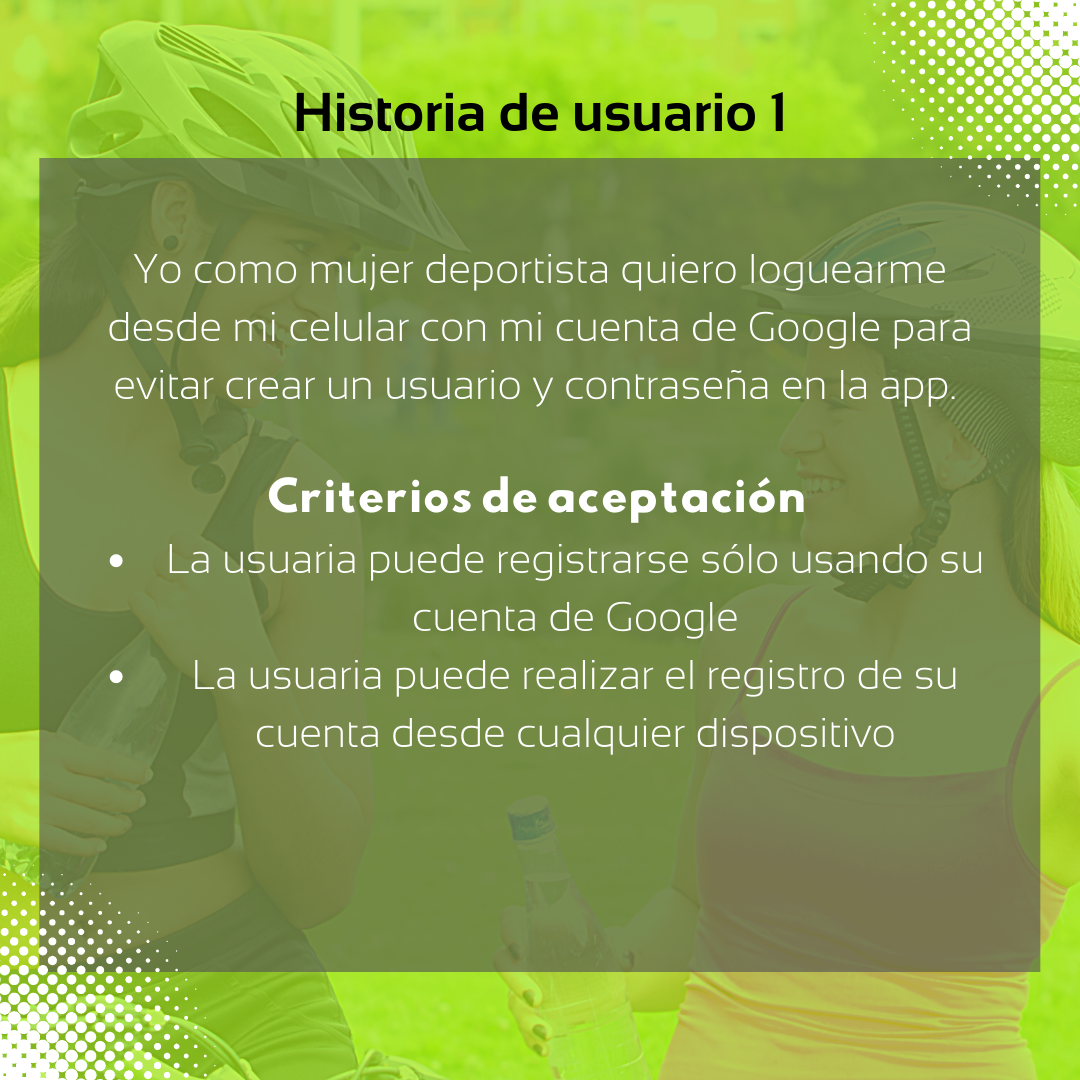 Historia de usuario 1
Yo como mujer deportista quiero loguearme
desde mi celular con mi cuenta de Google para
evitar crear un usuario y contraseña en la app.
Criterios de aceptación
• La usuaria puede registrarse sólo usando su
cuenta de Google
• La usuaria puede realizar el registro de su
cuenta desde cualquier dispositivo